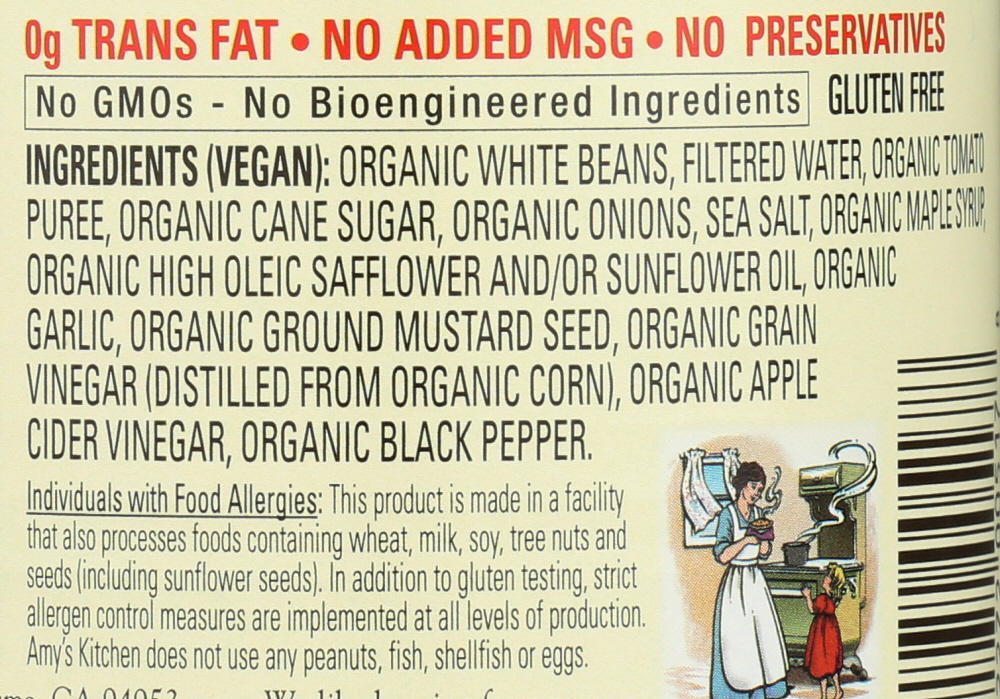 0g TRANS FAT • NO ADDED MSG • NO PRESERVATIVES
No GMOs - No Bioengineered Ingredients GLUTEN FREE
INGREDIENTS (VEGAN): ORGANIC WHITE BEANS, FILTERED WATER, ORGANIC TOMATO
PUREE, ORGANIC CANE SUGAR, ORGANIC ONIONS, SEA SALT, ORGANIC MAPLE SYRUP,
ORGANIC HIGH OLEIC SAFFLOWER AND/OR SUNFLOWER OIL, ORGANIC
GARLIC, ORGANIC GROUND MUSTARD SEED, ORGANIC GRAIN
VINEGAR (DISTILLED FROM ORGANIC CORN), ORGANIC APPLE
CIDER VINEGAR, ORGANIC BLACK PEPPER.
Individuals with Food Allergies: This product is made in a facility
that also processes foods containing wheat, milk, soy, tree nuts and
seeds (including sunflower seeds). In addition to gluten testing, strict
allergen control measures are implemented at all levels of production.
Amy's Kitchen does not use any peanuts, fish, shellfish or eggs.
CA 94953